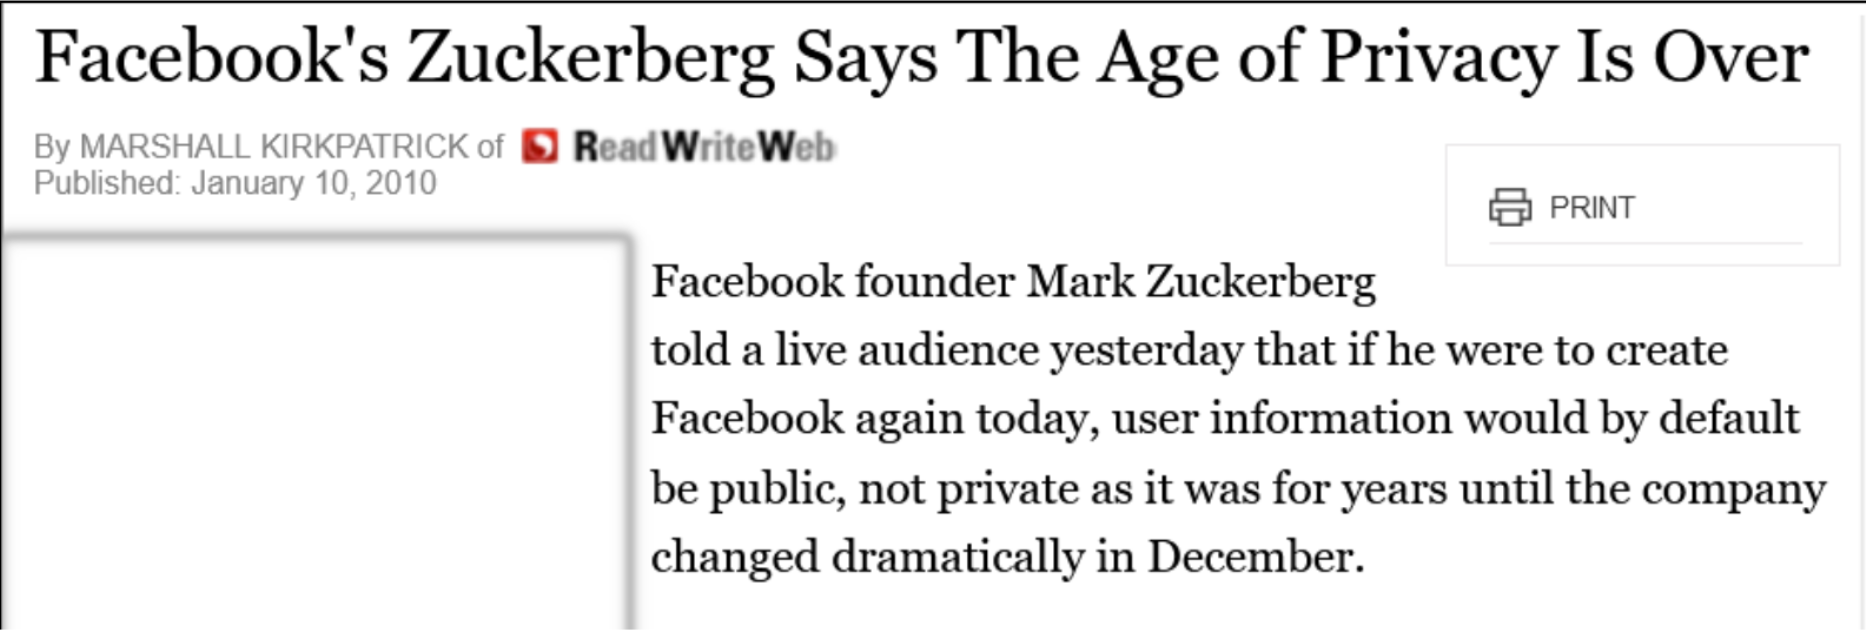 Facebook's Zuckerberg Says The Age of Privacy Is Over
By MARSHALL KIRKPATRICK of ReadWriteWeb
Published: January 10, 2010
PRINT
Facebook founder Mark Zuckerberg
told a live audience yesterday that if he were to create
Facebook again today, user information would by default
be public, not private as it was for years until the company
changed dramatically in December.